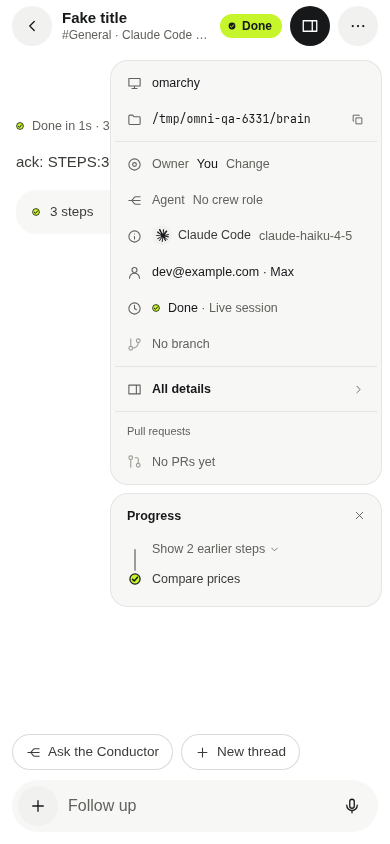 Fake title
#General · Claude Code …
Done
Done in 1s · 3
ack: STEPS:3
3 steps
omarchy
/tmp/omni-qa-6331/brain
Owner You Change
Agent No crew role
Claude Code claude-haiku-4-5
dev@example.com · Max
Done · Live session
No branch
All details
Pull requests
No PRs yet
Progress
Show 2 earlier steps
Compare prices
Ask the Conductor
New thread
Follow up